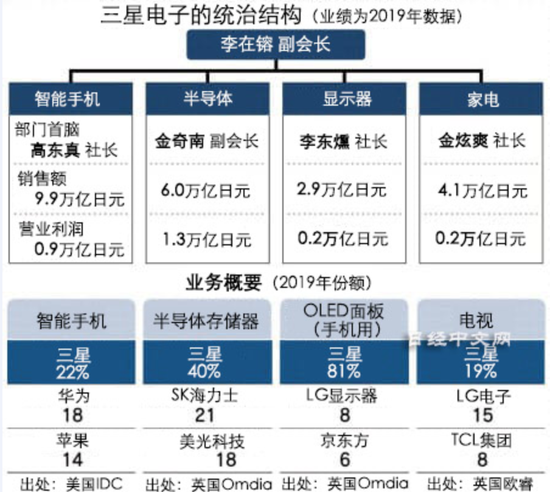 三星电子的统治结构（业绩为2019年数据）
李在镕 副会长
智能手机 半导体 显示器 家电
部门首脑
高东真 社长 金奇南 副会长 李东燻 社长 金炫奭 社长
销售额
9.9万亿日元 6.0万亿日元 2.9万亿日元 4.1万亿日元
营业利润
0.9万亿日元 1.3万亿日元 0.2万亿日元 0.2万亿日元
业务概要（2019年份额）
智能手机 半导体存储器 OLED面板（手机用） 电视
日经中文网
三星 三星 三星 三星
22% 40% 81% 19%
华为 SK海力士 LG显示器 LG电子
18 21 8 15
苹果 美光科技 京东方 TCL集团
14 18 6 8
出处：美国IDC 出处：英国Omdia 出处：英国Omdia 出处：英国欧睿